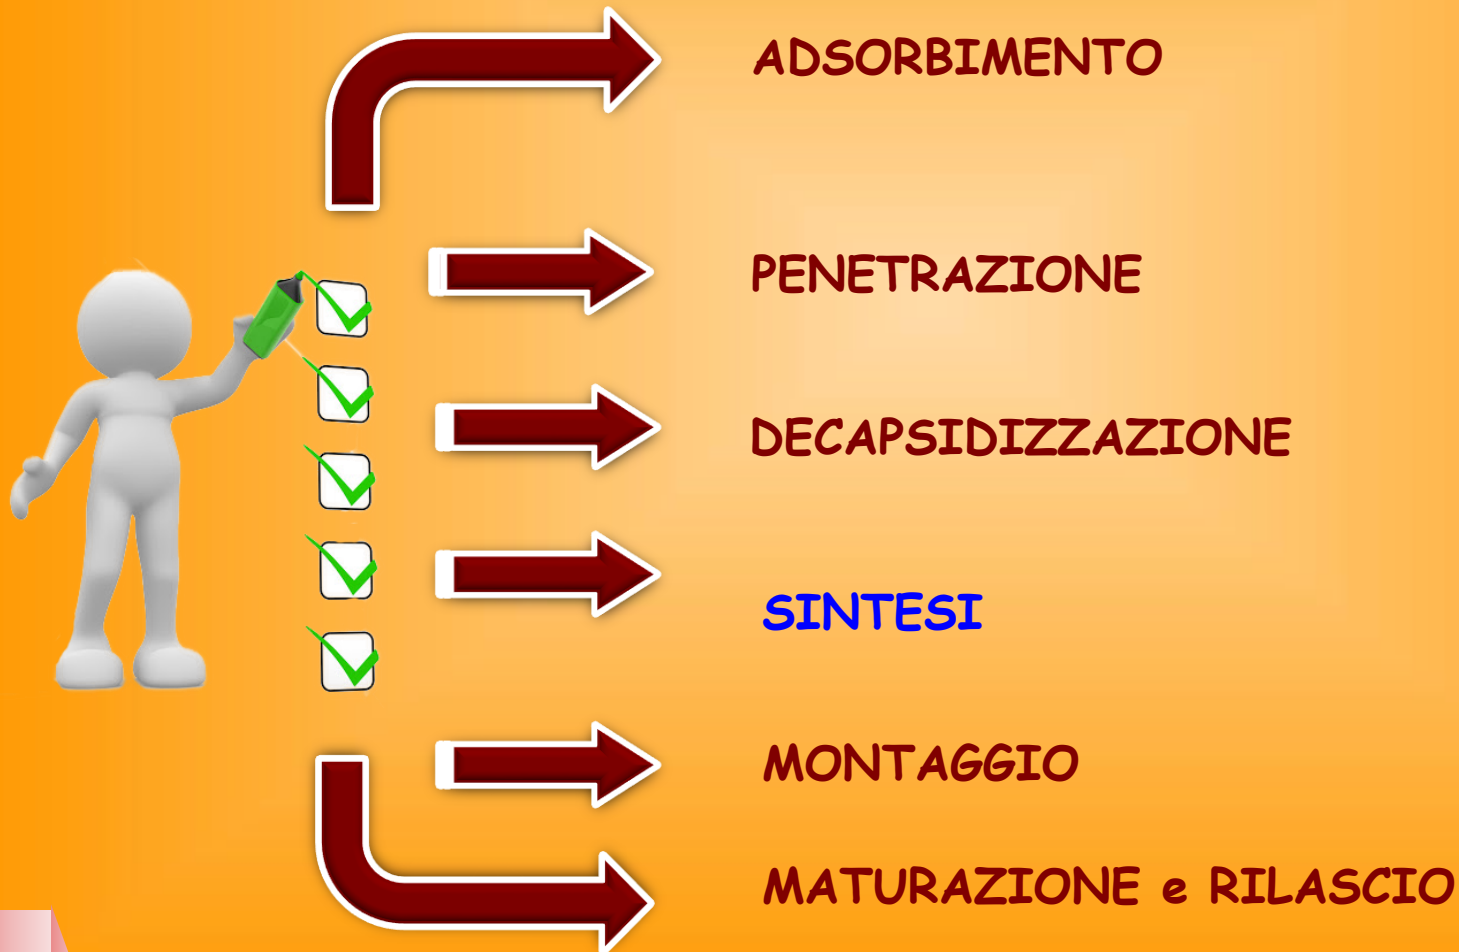 ADSORBIMENTO
PENETRAZIONE
DECAPSIDIZZAZIONE
SINTESI
MONTAGGIO
MATURAZIONE e RILASCIO